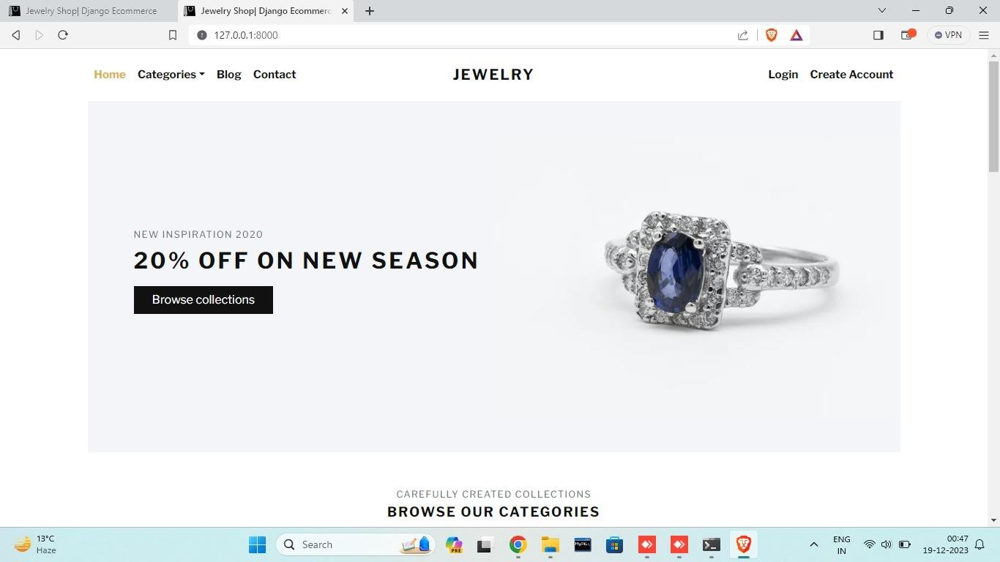 Jewelry Shop| Django Ecommerce
Jewelry Shop| Django Ecommerc
127.0.0.1:8000
VPN
Home Categories Blog Contact
JEWELRY
Login Create Account
NEW INSPIRATION 2020
20% OFF ON NEW SEASON
Browse collections
CAREFULLY CREATED COLLECTIONS
BROWSE OUR CATEGORIES
13°C
Haze
Search
PRE
MySQL
ENG
IN
00:47
19-12-2023